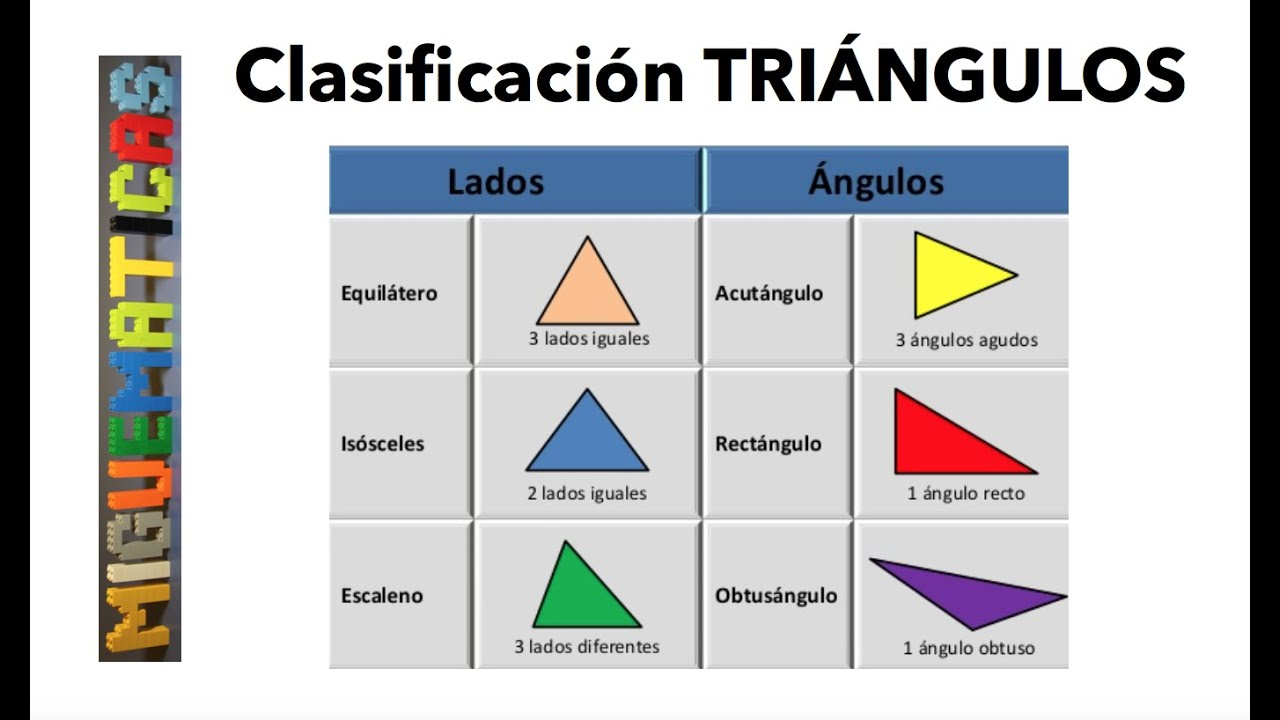 Clasificación TRIÁNGULOS
MIGUEMATICAS
Lados
Ángulos
Equilátero
3 lados iguales
Acutángulo
3 ángulos agudos
Isósceles
2 lados iguales
Rectángulo
1 ángulo recto
Escaleno
3 lados diferentes
Obtusángulo
1 ángulo obtuso